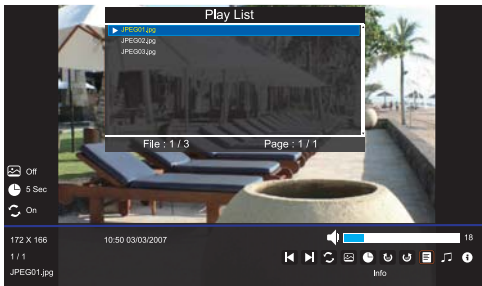 Play List
JPEG01.jpg
JPEG02.jpg
JPEG03.jpg
File : 1 / 3 Page : 1 / 1
Off
5 Sec
On
172 X 166 10:50 03/03/2007
18
1 / 1
Info
JPEG01.jpg